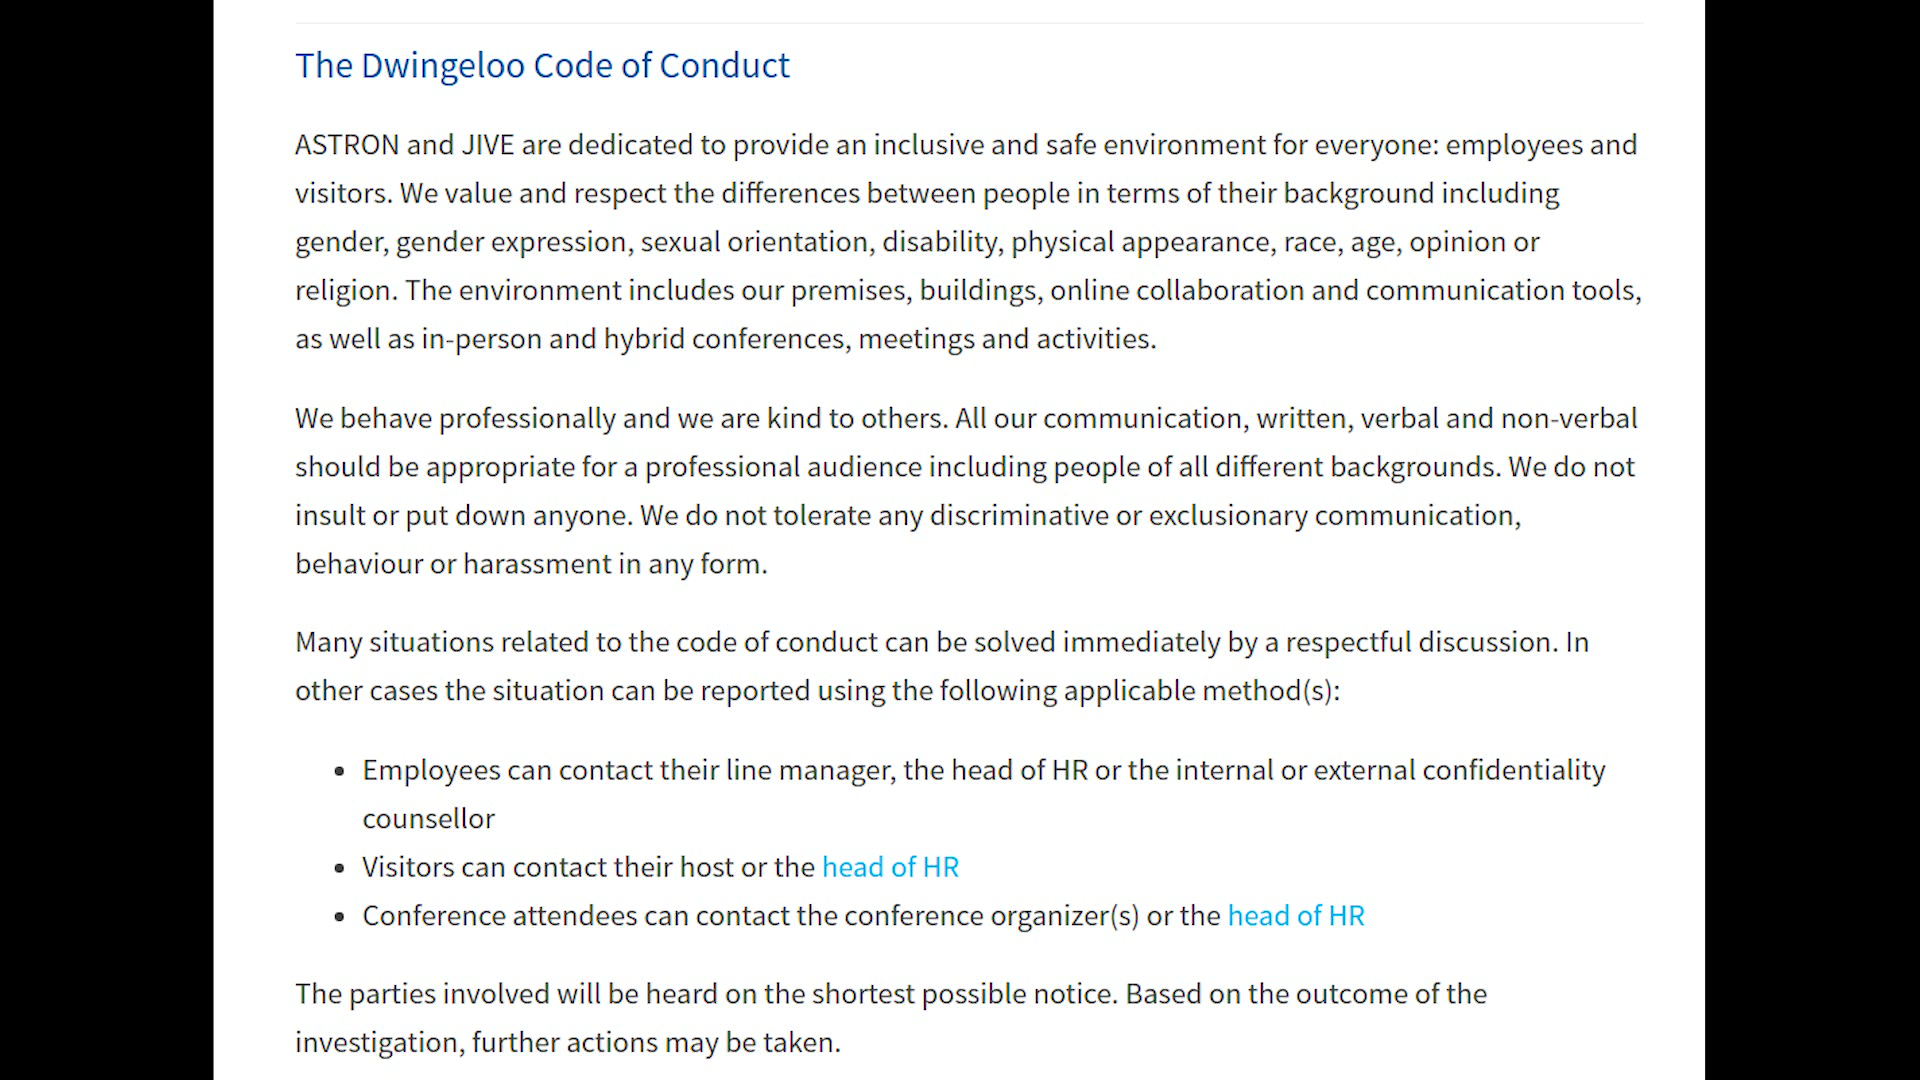 The Dwingeloo Code of Conduct
ASTRON and JIVE are dedicated to provide an inclusive and safe environment for everyone: employees and
visitors. We value and respect the differences between people in terms of their background including
gender, gender expression, sexual orientation, disability, physical appearance, race, age, opinion or
religion. The environment includes our premises, buildings, online collaboration and communication tools,
as well as in-person and hybrid conferences, meetings and activities.
We behave professionally and we are kind to others. All our communication, written, verbal and non-verbal
should be appropriate for a professional audience including people of all different backgrounds. We do not
insult or put down anyone. We do not tolerate any discriminative or exclusionary communication,
behaviour or harassment in any form.
Many situations related to the code of conduct can be solved immediately by a respectful discussion. In
other cases the situation can be reported using the following applicable method(s):
• Employees can contact their line manager, the head of HR or the internal or external confidentiality
counsellor
• Visitors can contact their host or the head of HR
• Conference attendees can contact the conference organizer(s) or the head of HR
The parties involved will be heard on the shortest possible notice. Based on the outcome of the
investigation, further actions may be taken.